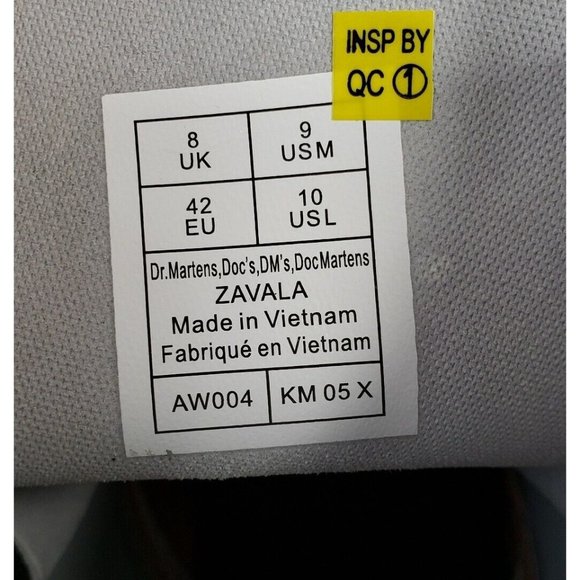 INSP BY
QC ①
8
UK
9
USM
42
EU
10
USL
Dr.Martens,Doc's,DM's,DocMartens
ZAVALA
Made in Vietnam
Fabriqué en Vietnam
AW004
KM 05 X